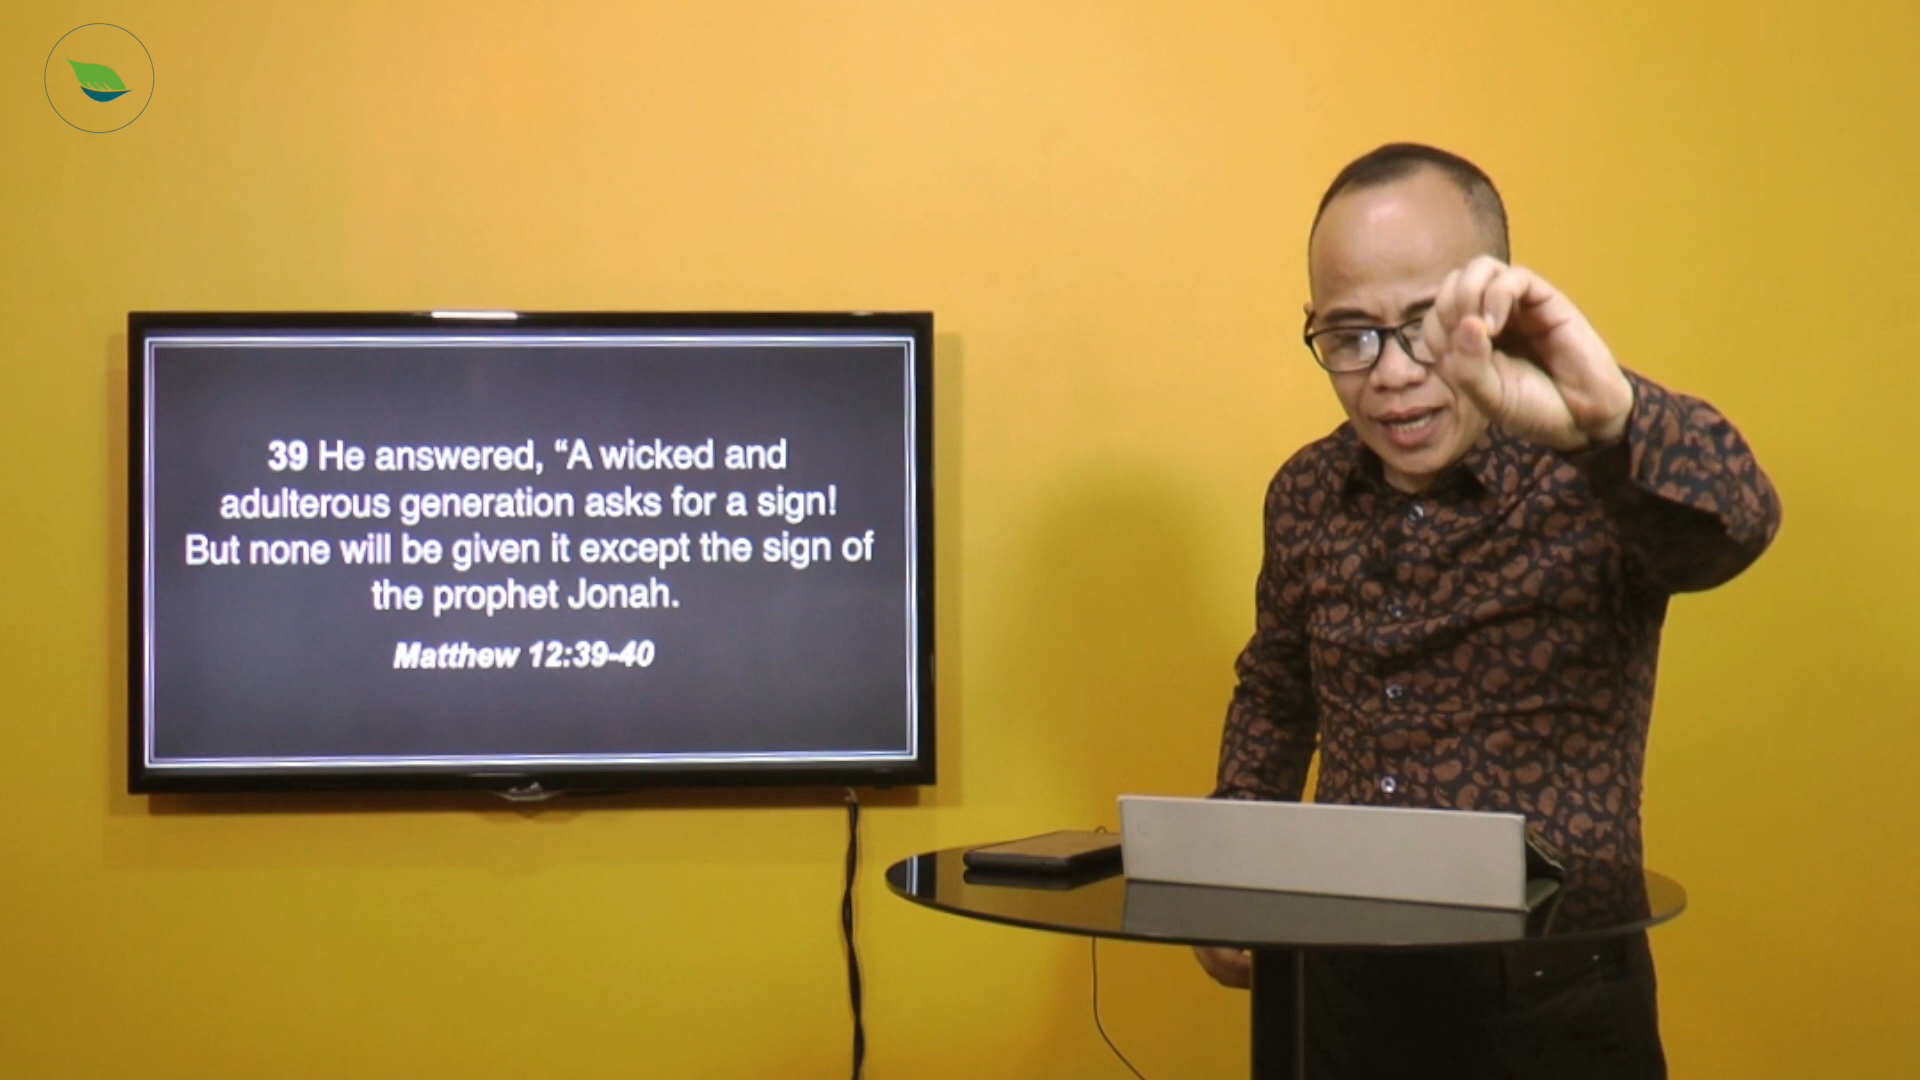 39 He answered, “A wicked and
adulterous generation asks for a sign!
But none will be given it except the sign of
the prophet Jonah.
Matthew 12:39-40